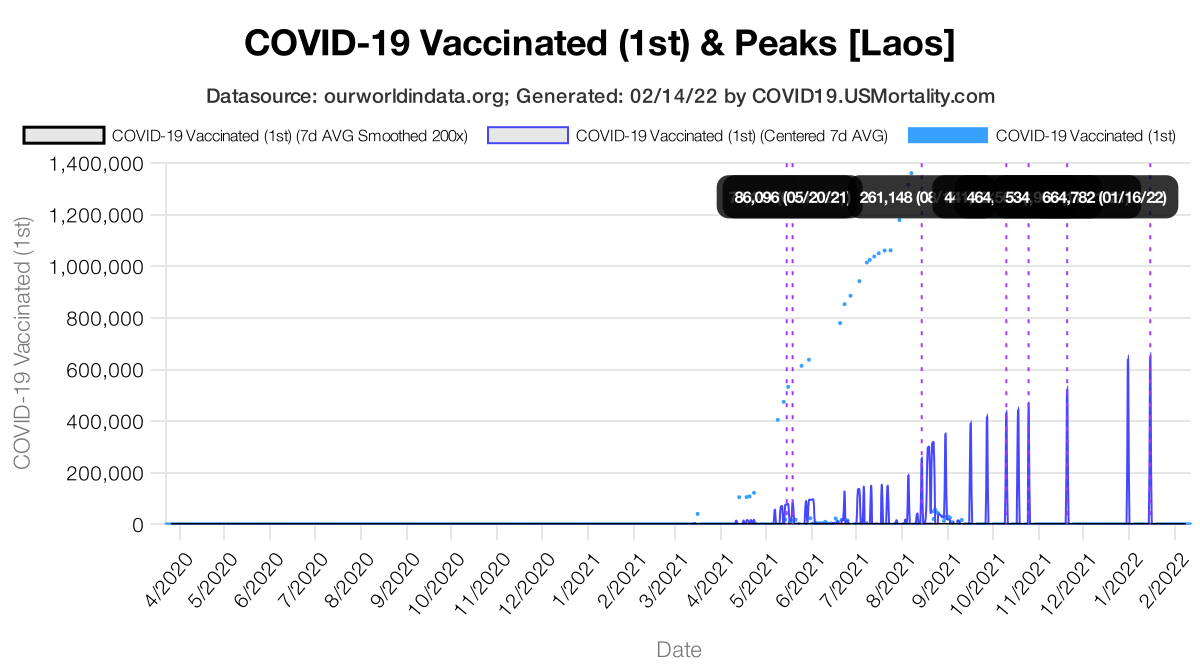 COVID-19 Vaccinated (1st) & Peaks [Laos]
Datasource: ourworldindata.org; Generated: 02/14/22 by COVID19.USMortality.com
COVID-19 Vaccinated (1st) (7d AVG Smoothed 200x) COVID-19 Vaccinated (1st) (Centered 7d AVG) COVID-19 Vaccinated (1st)
1,400,000
86,096 (05/20/21) 261,148 (08/ 464, 534, 664,782 (01/16/22)
1,200,000
1,000,000
800,000
600,000
400,000
200,000
0
COVID-19 Vaccinated (1st)
4/2020 5/2020 6/2020 7/2020 8/2020 9/2020 10/2020 11/2020 12/2020 1/2021 2/2021 3/2021 4/2021 5/2021 6/2021 7/2021 8/2021 9/2021 10/2021 11/2021 12/2021 1/2022 2/2022
Date